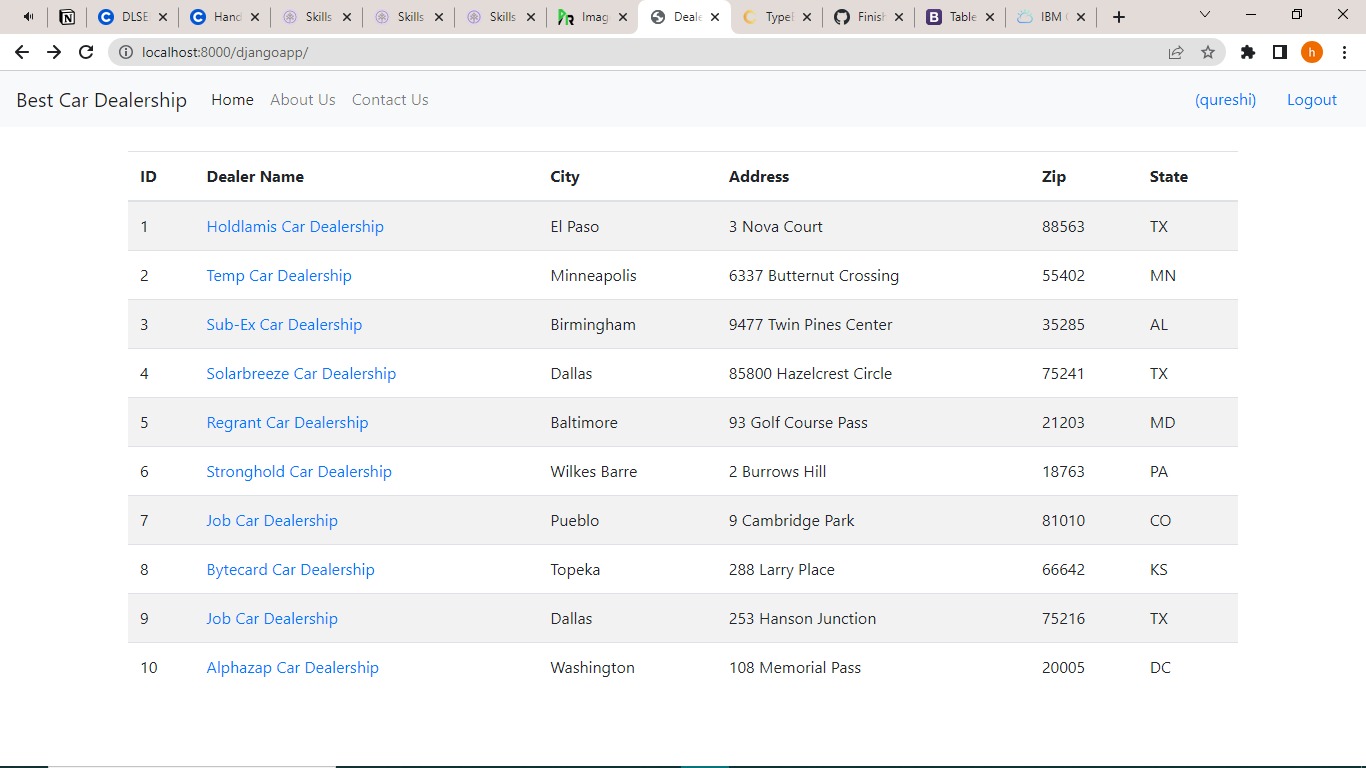 DLSE Hand Skills Skills Skills Imag Deale Typel Finish Table IBM
localhost:8000/djangoapp/ h
Best Car Dealership Home About Us Contact Us (qureshi) Logout
ID Dealer Name City Address Zip State
1 Holdlamis Car Dealership El Paso 3 Nova Court 88563 TX
2 Temp Car Dealership Minneapolis 6337 Butternut Crossing 55402 MN
3 Sub-Ex Car Dealership Birmingham 9477 Twin Pines Center 35285 AL
4 Solarbreeze Car Dealership Dallas 85800 Hazelcrest Circle 75241 TX
5 Regrant Car Dealership Baltimore 93 Golf Course Pass 21203 MD
6 Stronghold Car Dealership Wilkes Barre 2 Burrows Hill 18763 PA
7 Job Car Dealership Pueblo 9 Cambridge Park 81010 CO
8 Bytecard Car Dealership Topeka 288 Larry Place 66642 KS
9 Job Car Dealership Dallas 253 Hanson Junction 75216 TX
10 Alphazap Car Dealership Washington 108 Memorial Pass 20005 DC